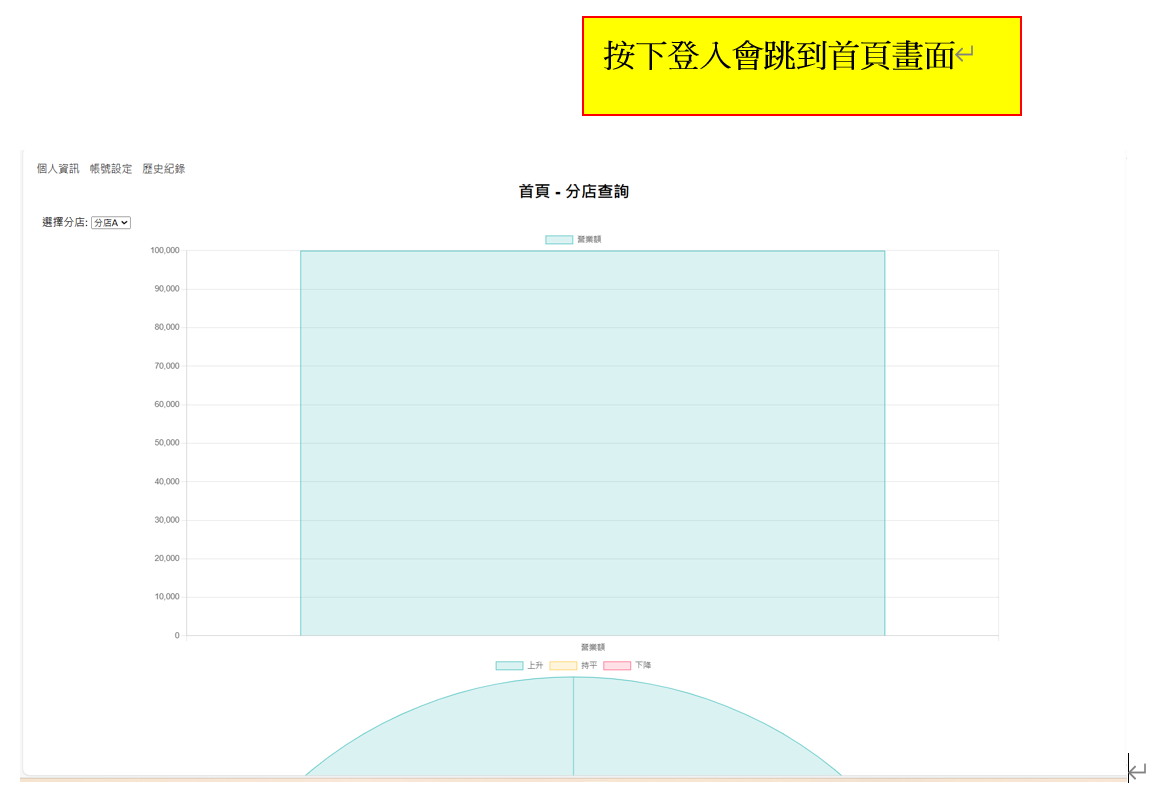 按下登入會跳到首頁畫面
個人資訊 帳號設定 歷史紀錄
首頁 - 分店查詢
選擇分店: 分店A
營業額
100,000
90,000
80,000
70,000
60,000
50,000
40,000
30,000
20,000
10,000
0
營業額
上升 持平 下降